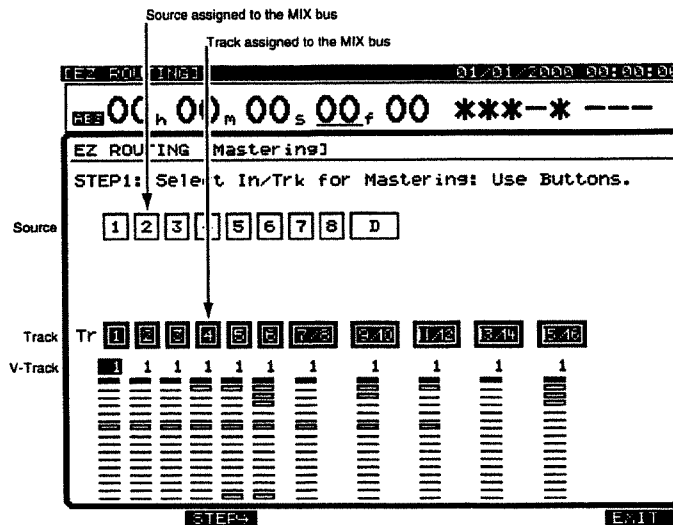 Source assigned to the MIX bus
Track assigned to the MIX bus
[EZ ROUTING] 01/01/2000 00:00:00
ABS 00h 00m 00s 00f 00 ***-* ---
EZ ROUTING [Mastering]
STEP1: Select In/Trk for Mastering: Use Buttons.
Source 1 2 3 5 6 7 8 D
Track Tr 1 2 3 4 5 6 7/8 9/10 11/12 13/14 15/16
V-Track 1 1 1 1 1 1 1 1 1 1 1
STEP4 EXIT